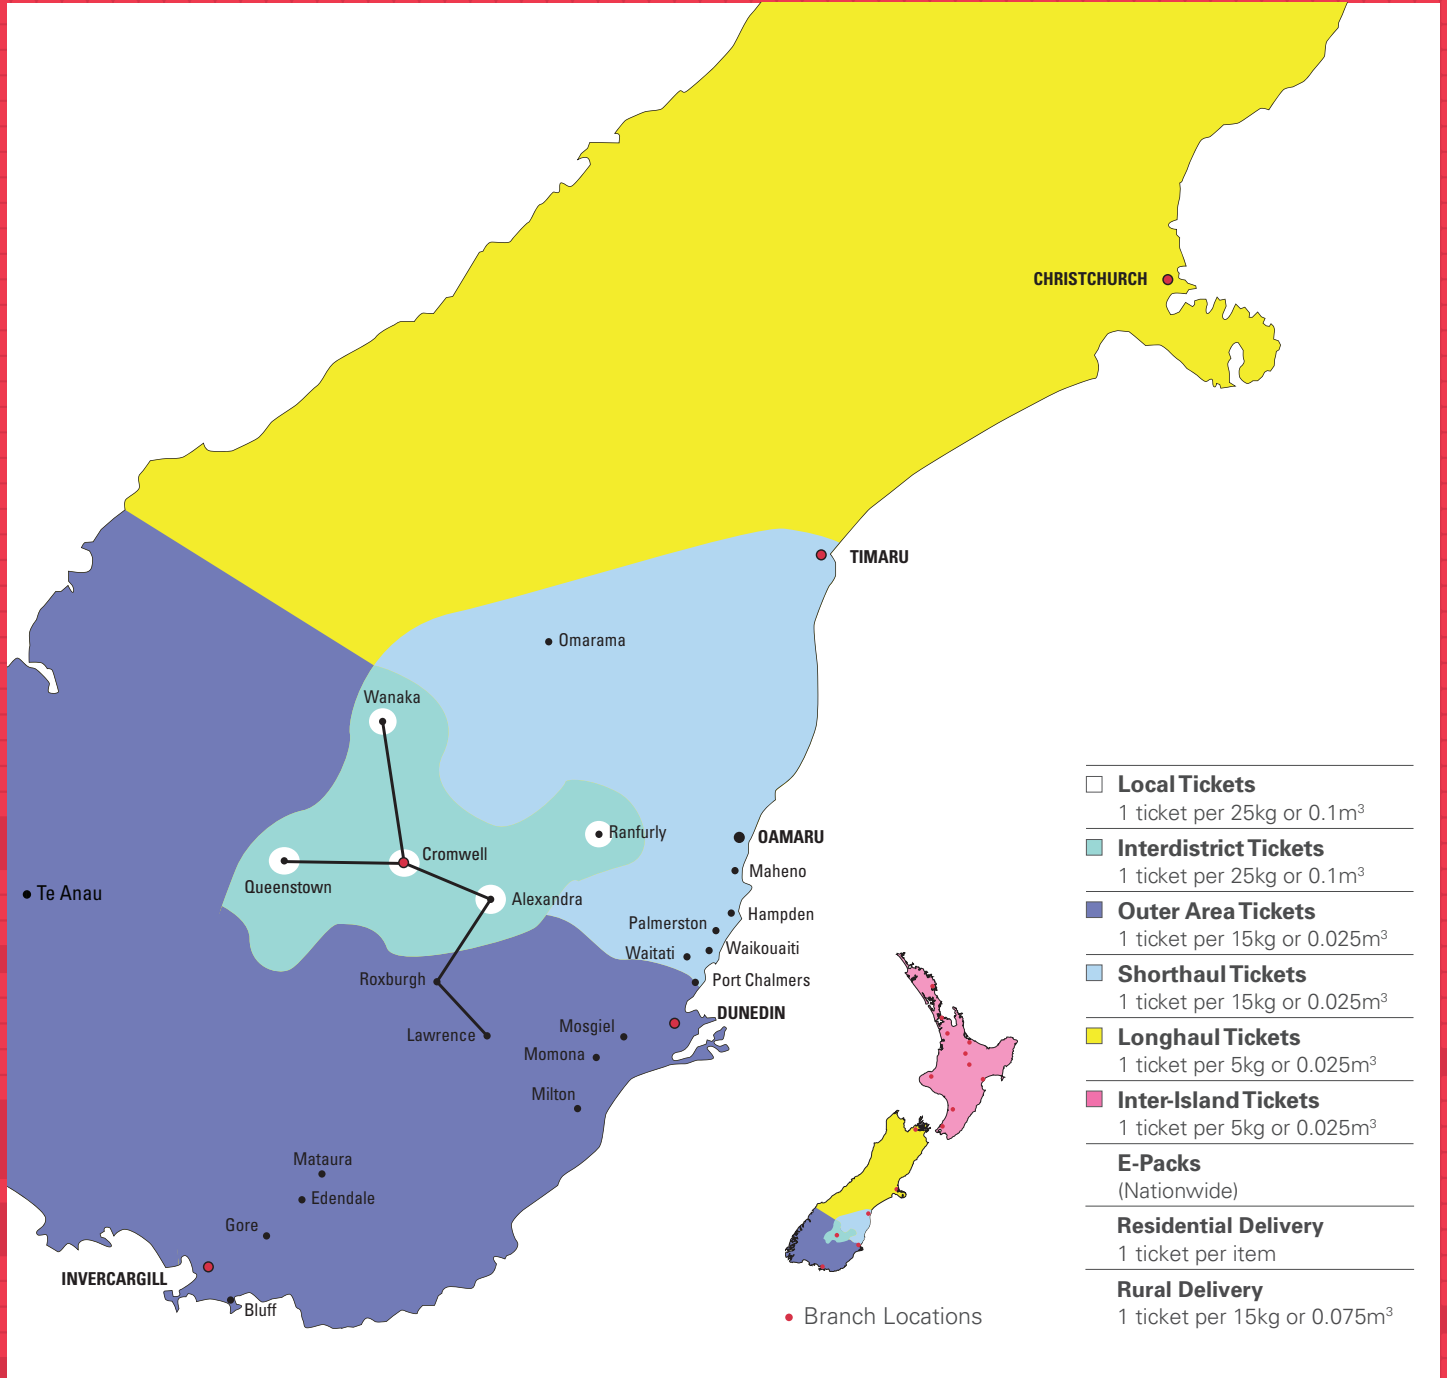 CHRISTCHURCH
TIMARU
Omarama
Wanaka
Ranfurly
OAMARU
Cromwell
Maheno
Queenstown
Te Anau
Alexandra
Hampden
Palmerston
Waitati
Waikouaiti
Roxburgh
Port Chalmers
DUNEDIN
Lawrence
Mosgiel
Momona
Milton
Mataura
Edendale
Gore
INVERCARGILL
Bluff
Local Tickets
1 ticket per 25kg or 0.1m³
Interdistrict Tickets
1 ticket per 25kg or 0.1m³
Outer Area Tickets
1 ticket per 15kg or 0.025m³
Shorthaul Tickets
1 ticket per 15kg or 0.025m³
Longhaul Tickets
1 ticket per 5kg or 0.025m³
Inter-Island Tickets
1 ticket per 5kg or 0.025m³
E-Packs
(Nationwide)
Residential Delivery
1 ticket per item
Rural Delivery
1 ticket per 15kg or 0.075m³
Branch Locations